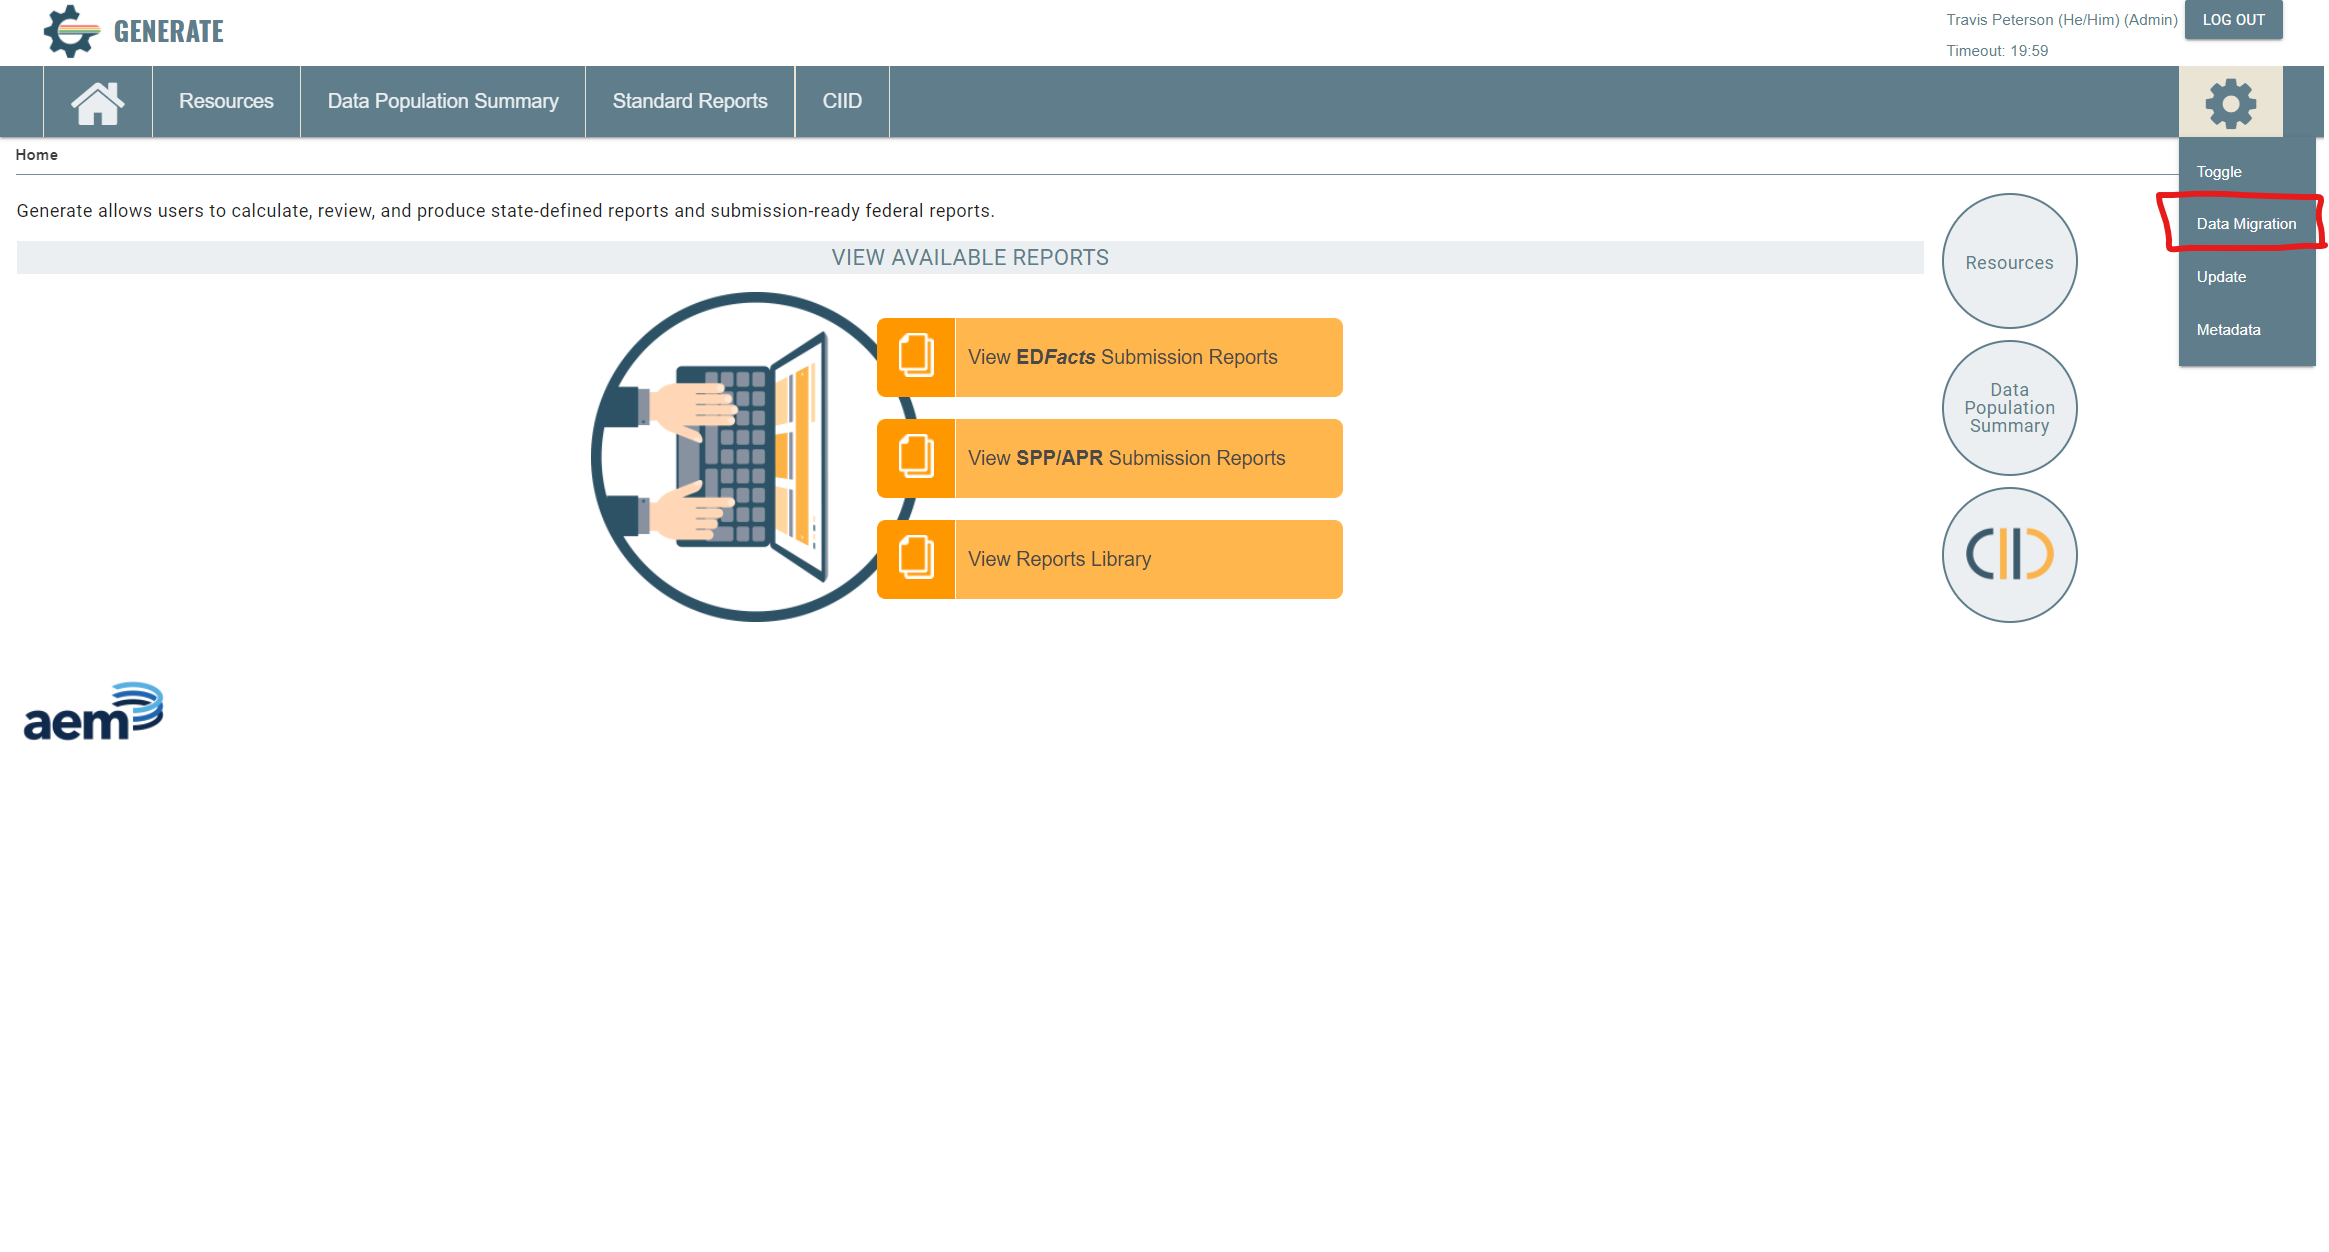 GENERATE
Travis Peterson (He/Him) (Admin)
LOG OUT
Timeout: 19:59
Resources
Data Population Summary
Standard Reports
CIID
Home
Toggle
Data Migration
Update
Metadata
Generate allows users to calculate, review, and produce state-defined reports and submission-ready federal reports.
VIEW AVAILABLE REPORTS
View EDFacts Submission Reports
View SPP/APR Submission Reports
View Reports Library
Resources
Data
Population
Summary
CIID
aem